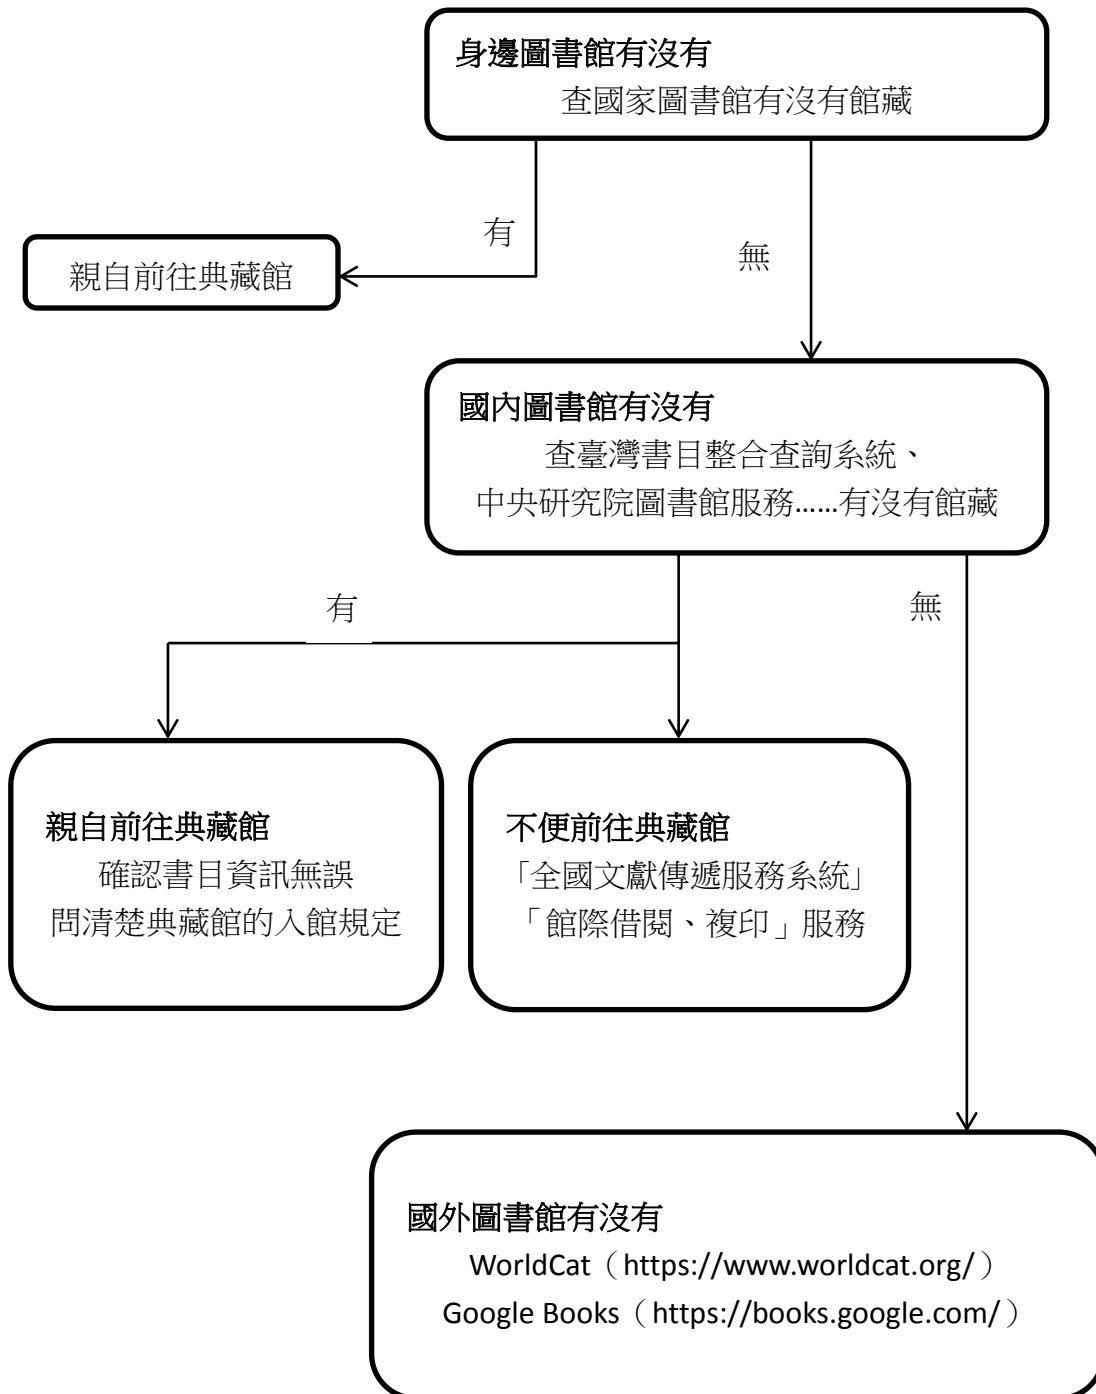 身邊圖書館有沒有
查國家圖書館有沒有館藏
有
無
親自前往典藏館
國內圖書館有沒有
查臺灣書目整合查詢系統、
中央研究院圖書館服務……有沒有館藏
有
無
親自前往典藏館
確認書目資訊無誤
問清楚典藏館的入館規定
不便前往典藏館
「全國文獻傳遞服務系統」
「館際借閱、複印」服務
國外圖書館有沒有
WorldCat（https://www.worldcat.org/）
Google Books（https://books.google.com/）